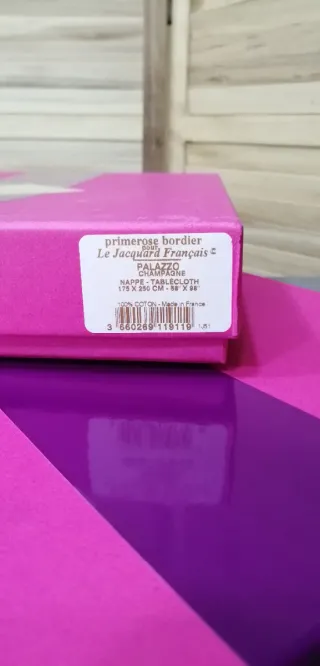 primerose bordier
pour
Le Jacquard Français ©
PALAZZO
CHAMPAGNE
NAPPE - TABLECLOTH
175 X 250 CM - 69" X 98"
100% COTON - Made in France
3 660269 119119